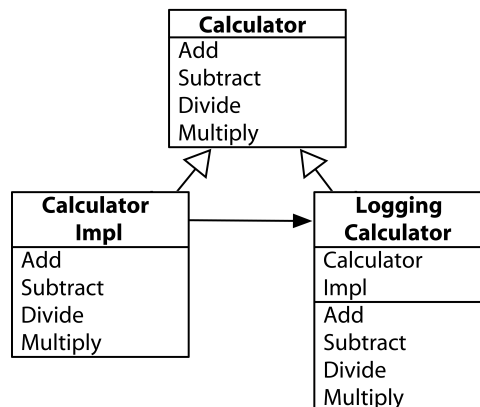 Calculator
Add
Subtract
Divide
Multiply
Calculator
Impl
Add
Subtract
Divide
Multiply
Logging
Calculator
Calculator
Impl
Add
Subtract
Divide
Multiply